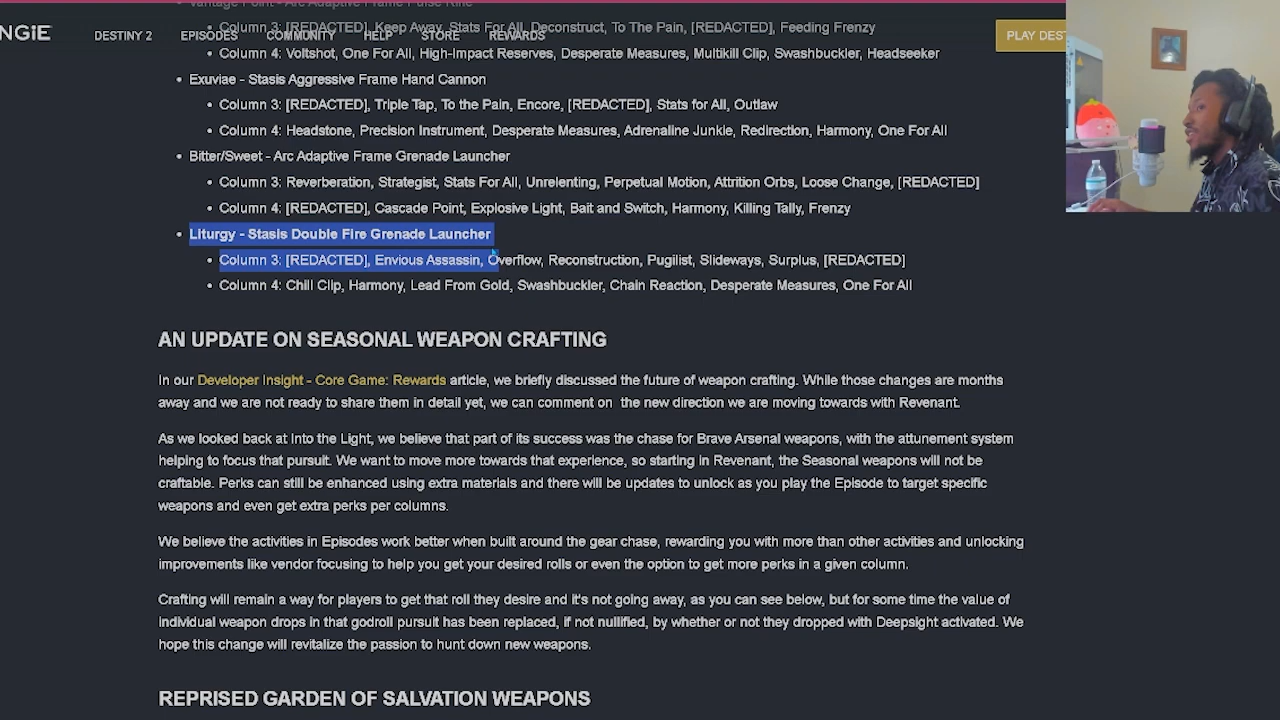 Vantage Point - Arc Adaptive Frame Pulse Rifle
Column 3: [REDACTED], Keep Away, Stats For All, Deconstruct, To The Pain, [REDACTED], Feeding Frenzy
NGIE
DESTINY 2
EPISODES
COMMUNITY
HELP
STORE
REWARDS
PLAY DEST
Column 4: Voltshot, One For All, High-Impact Reserves, Desperate Measures, Multikill Clip, Swashbuckler, Headseeker
Exuviae - Stasis Aggressive Frame Hand Cannon
Column 3: [REDACTED], Triple Tap, To the Pain, Encore, [REDACTED], Stats for All, Outlaw
Column 4: Headstone, Precision Instrument, Desperate Measures, Adrenaline Junkie, Redirection, Harmony, One For All
Bitter/Sweet - Arc Adaptive Frame Grenade Launcher
Column 3: Reverberation, Strategist, Stats For All, Unrelenting, Perpetual Motion, Attrition Orbs, Loose Change, [REDACTED]
Column 4: [REDACTED], Cascade Point, Explosive Light, Bait and Switch, Harmony, Killing Tally, Frenzy
Liturgy - Stasis Double Fire Grenade Launcher
Column 3: [REDACTED], Envious Assassin, Overflow, Reconstruction, Pugilist, Slideways, Surplus, [REDACTED]
Column 4: Chill Clip, Harmony, Lead From Gold, Swashbuckler, Chain Reaction, Desperate Measures, One For All
AN UPDATE ON SEASONAL WEAPON CRAFTING
In our Developer Insight - Core Game: Rewards article, we briefly discussed the future of weapon crafting. While those changes are months
away and we are not ready to share them in detail yet, we can comment on the new direction we are moving towards with Revenant.
As we looked back at Into the Light, we believe that part of its success was the chase for Brave Arsenal weapons, with the attunement system
helping to focus that pursuit. We want to move more towards that experience, so starting in Revenant, the Seasonal weapons will not be
craftable. Perks can still be enhanced using extra materials and there will be updates to unlock as you play the Episode to target specific
weapons and even get extra perks per columns.
We believe the activities in Episodes work better when built around the gear chase, rewarding you with more than other activities and unlocking
improvements like vendor focusing to help you get your desired rolls or even the option to get more perks in a given column.
Crafting will remain a way for players to get that roll they desire and it's not going away, as you can see below, but for some time the value of
individual weapon drops in that godroll pursuit has been replaced, if not nullified, by whether or not they dropped with Deepsight activated. We
hope this change will revitalize the passion to hunt down new weapons.
REPRISED GARDEN OF SALVATION WEAPONS